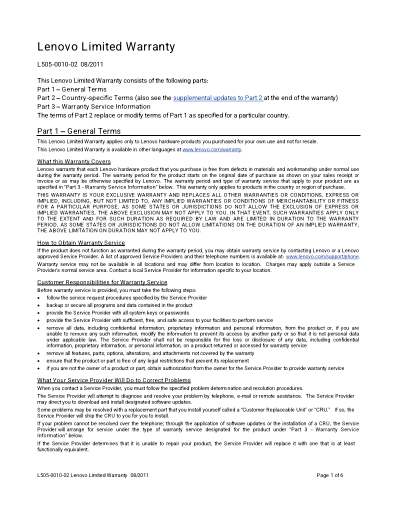 Lenovo Limited Warranty
L505-0010-02 08/2011
This Lenovo Limited Warranty consists of the following parts:
Part 1 – General Terms
Part 2 – Country-specific Terms (also see the supplemental updates to Part 2 at the end of the warranty)
Part 3 – Warranty Service Information
The terms of Part 2 replace or modify terms of Part 1 as specified for a particular country.
Part 1 – General Terms
This Lenovo Limited Warranty applies only to Lenovo hardware products you purchased for your own use and not for resale.
This Lenovo Limited Warranty is available in other languages at www.lenovo.com/warranty.
What this Warranty Covers
Lenovo warrants that each Lenovo hardware product that you purchase is free from defects in materials and workmanship under normal use
during the warranty period. The warranty period for the product starts on the original date of purchase as shown on your sales receipt or
invoice or as may be otherwise specified by Lenovo. The warranty period and type of warranty service that apply to your product are as
specified in "Part 3 - Warranty Service Information" below. This warranty only applies to products in the country or region of purchase.
THIS WARRANTY IS YOUR EXCLUSIVE WARRANTY AND REPLACES ALL OTHER WARRANTIES OR CONDITIONS, EXPRESS OR
IMPLIED, INCLUDING, BUT NOT LIMITED TO, ANY IMPLIED WARRANTIES OR CONDITIONS OF MERCHANTABILITY OR FITNESS
FOR A PARTICULAR PURPOSE. AS SOME STATES OR JURISDICTIONS DO NOT ALLOW THE EXCLUSION OF EXPRESS OR
IMPLIED WARRANTIES, THE ABOVE EXCLUSION MAY NOT APPLY TO YOU. IN THAT EVENT, SUCH WARRANTIES APPLY ONLY
TO THE EXTENT AND FOR SUCH DURATION AS REQUIRED BY LAW AND ARE LIMITED IN DURATION TO THE WARRANTY
PERIOD. AS SOME STATES OR JURISDICTIONS DO NOT ALLOW LIMITATIONS ON THE DURATION OF AN IMPLIED WARRANTY,
THE ABOVE LIMITATION ON DURATION MAY NOT APPLY TO YOU.
How to Obtain Warranty Service
If the product does not function as warranted during the warranty period, you may obtain warranty service by contacting Lenovo or a Lenovo
approved Service Provider. A list of approved Service Providers and their telephone numbers is available at: www.lenovo.com/support/phone.
Warranty service may not be available in all locations and may differ from location to location. Charges may apply outside a Service
Provider's normal service area. Contact a local Service Provider for information specific to your location.
Customer Responsibilities for Warranty Service
Before warranty service is provided, you must take the following steps:
• follow the service request procedures specified by the Service Provider
• backup or secure all programs and data contained in the product
• provide the Service Provider with all system keys or passwords
• provide the Service Provider with sufficient, free, and safe access to your facilities to perform service
• remove all data, including confidential information, proprietary information and personal information, from the product or, if you are
unable to remove any such information, modify the information to prevent its access by another party or so that it is not personal data
under applicable law. The Service Provider shall not be responsible for the loss or disclosure of any data, including confidential
information, proprietary information, or personal information, on a product returned or accessed for warranty service
• remove all features, parts, options, alterations, and attachments not covered by the warranty
• ensure that the product or part is free of any legal restrictions that prevent its replacement
• if you are not the owner of a product or part, obtain authorization from the owner for the Service Provider to provide warranty service
What Your Service Provider Will Do to Correct Problems
When you contact a Service Provider, you must follow the specified problem determination and resolution procedures.
The Service Provider will attempt to diagnose and resolve your problem by telephone, e-mail or remote assistance. The Service Provider
may direct you to download and install designated software updates.
Some problems may be resolved with a replacement part that you install yourself called a "Customer Replaceable Unit" or "CRU." If so, the
Service Provider will ship the CRU to you for you to install.
If your problem cannot be resolved over the telephone; through the application of software updates or the installation of a CRU, the Service
Provider will arrange for service under the type of warranty service designated for the product under "Part 3 - Warranty Service
Information" below.
If the Service Provider determines that it is unable to repair your product, the Service Provider will replace it with one that is at least
functionally equivalent.
L505-0010-02 Lenovo Limited Warranty 08/2011
Page 1 of 6